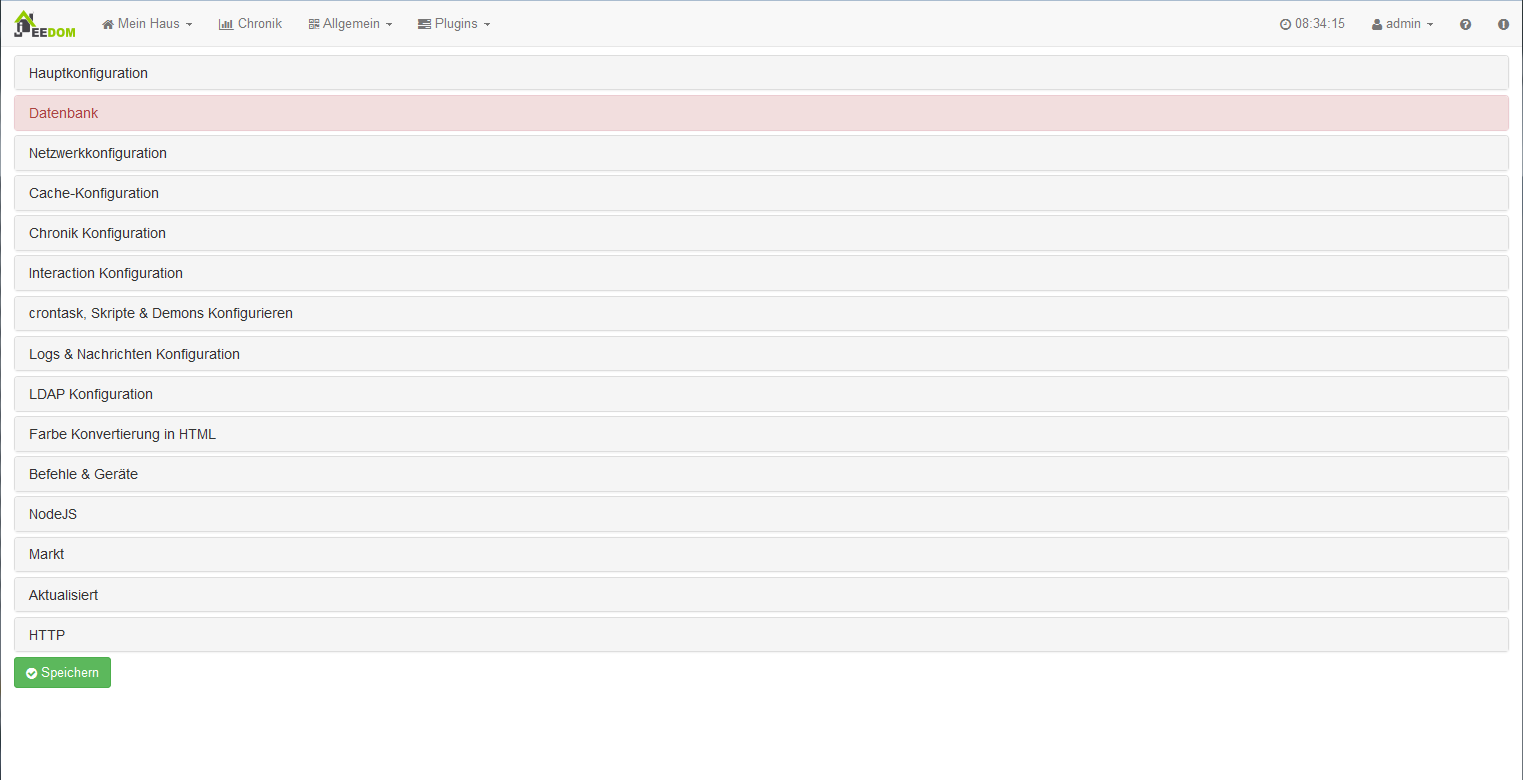 JEEDOM Mein Haus Chronik Allgemein Plugins 08:34:15 admin
Hauptkonfiguration
Datenbank
Netzwerkkonfiguration
Cache-Konfiguration
Chronik Konfiguration
Interaction Konfiguration
crontask, Skripte & Demons Konfigurieren
Logs & Nachrichten Konfiguration
LDAP Konfiguration
Farbe Konvertierung in HTML
Befehle & Geräte
NodeJS
Markt
Aktualisiert
HTTP
Speichern